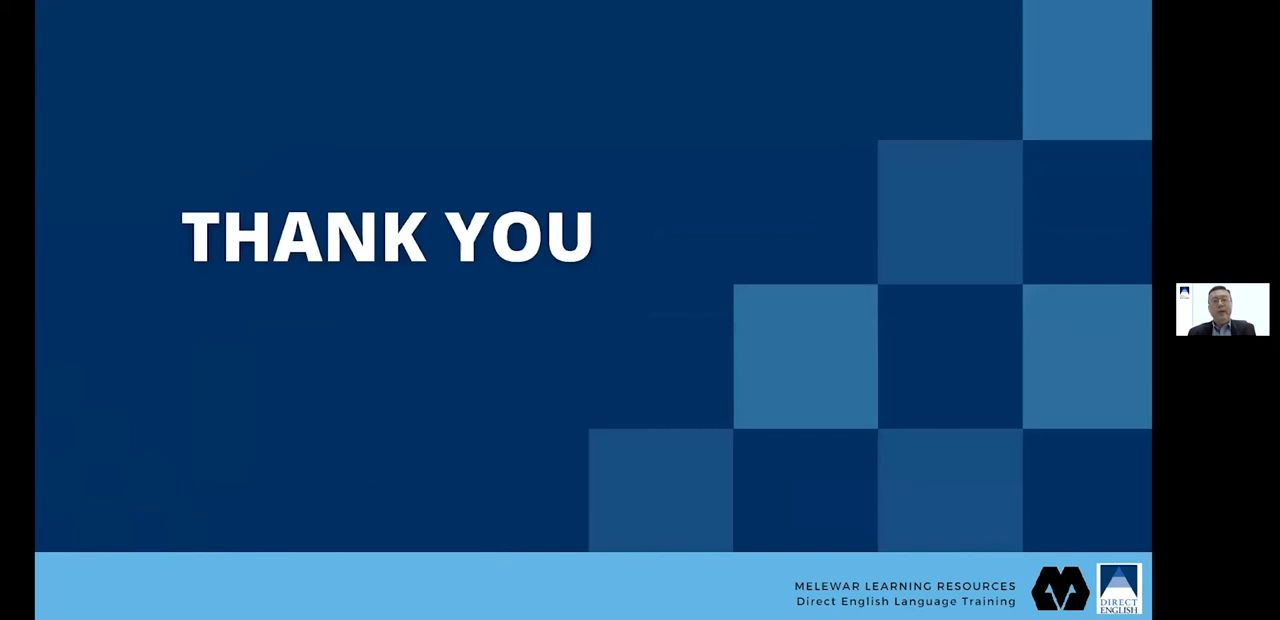 THANK YOU
MELEWAR LEARNING RESOURCES
Direct English Language Training
DIRECT
ENGLISH